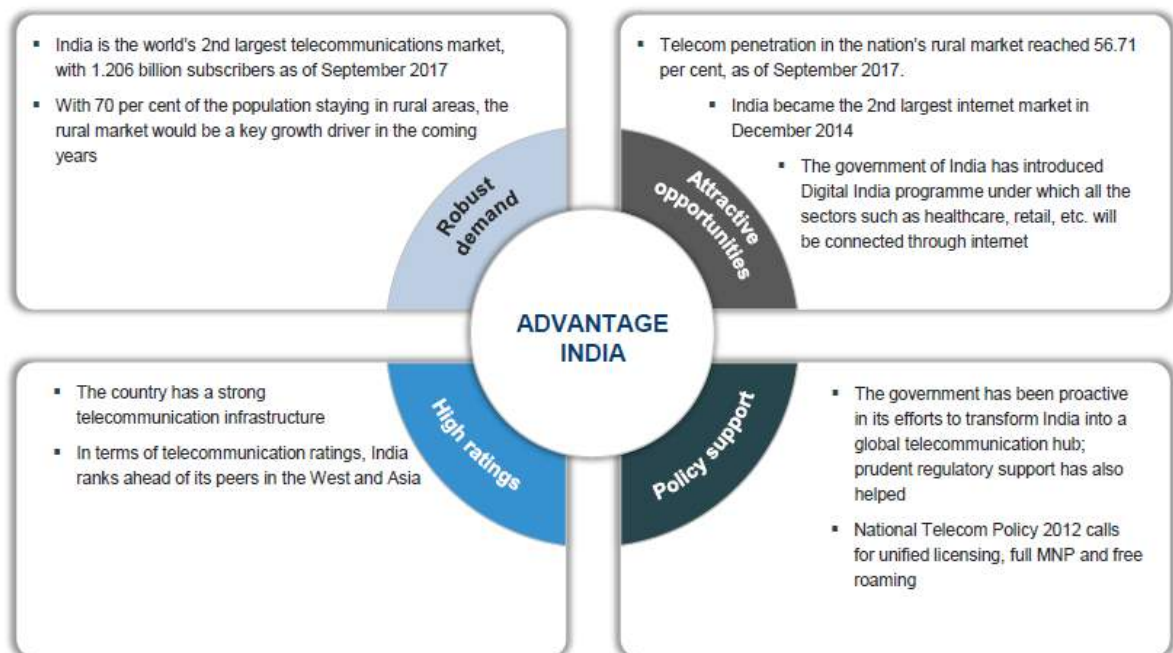 ▪ India is the world's 2nd largest telecommunications market,
with 1.206 billion subscribers as of September 2017
▪ With 70 per cent of the population staying in rural areas, the
rural market would be a key growth driver in the coming
years
Robust
demand
▪ Telecom penetration in the nation's rural market reached 56.71
per cent, as of September 2017.
▪ India became the 2nd largest internet market in
December 2014
▪ The government of India has introduced
Digital India programme under which all the
sectors such as healthcare, retail, etc. will
be connected through internet
Attractive
opportunities
ADVANTAGE
INDIA
▪ The country has a strong
telecommunication infrastructure
▪ In terms of telecommunication ratings, India
ranks ahead of its peers in the West and Asia
High ratings
Policy support
▪ The government has been proactive
in its efforts to transform India into a
global telecommunication hub;
prudent regulatory support has also
helped
▪ National Telecom Policy 2012 calls
for unified licensing, full MNP and free
roaming